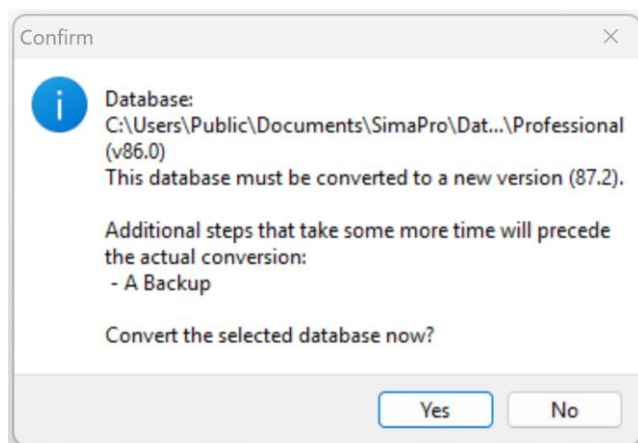 Confirm
Database:
C:\Users\Public\Documents\SimaPro\Dat...\Professional
(v86.0)
This database must be converted to a new version (87.2).
Additional steps that take some more time will precede
the actual conversion:
- A Backup
Convert the selected database now?
Yes No